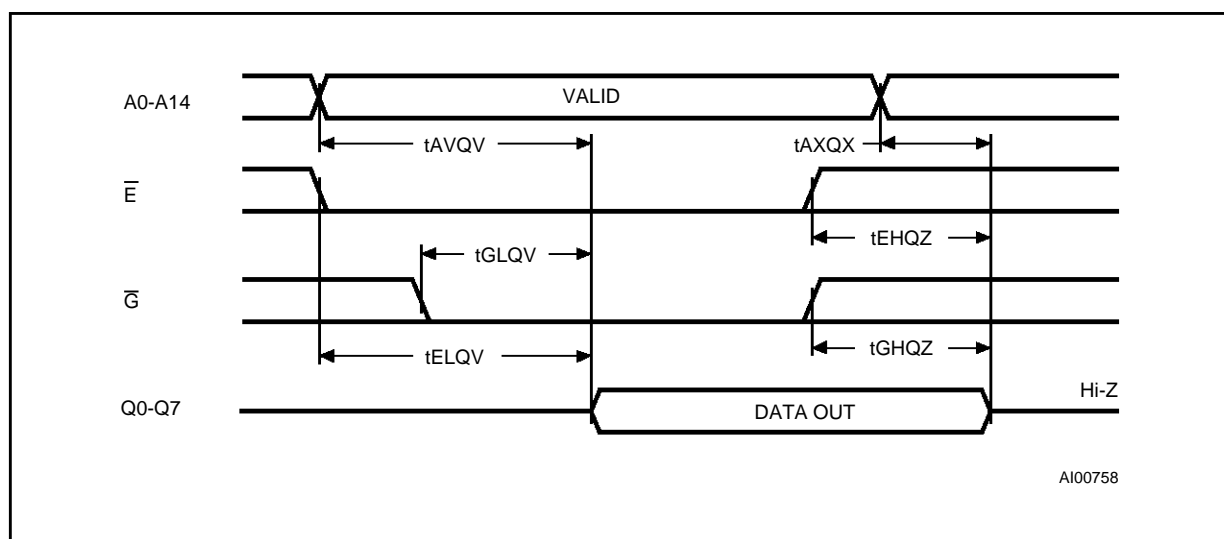 A0-A14
VALID
tAVQV
tAXQX
E̅
tEHQZ
tGLQV
G̅
tGHQZ
tELQV
Hi-Z
Q0-Q7
DATA OUT
AI00758